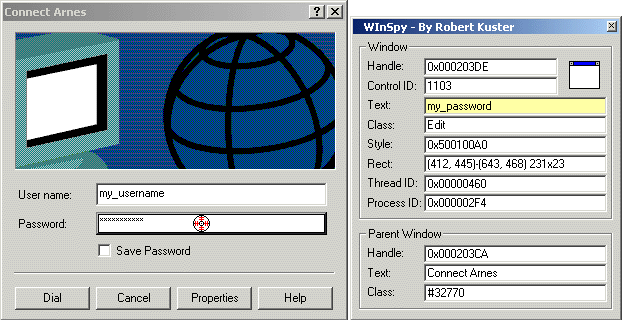 Connect Arnes
User name: my_username
Password: xxxxxxxxxxx
Save Password
Dial Cancel Properties Help
WInSpy - By Robert Kuster
Window
Handle: 0x000203DE
Control ID: 1103
Text: my_password
Class: Edit
Style: 0x500100A0
Rect: (412, 445)-(643, 468) 231x23
Thread ID: 0x00000460
Process ID: 0x000002F4
Parent Window
Handle: 0x000203CA
Text: Connect Arnes
Class: #32770